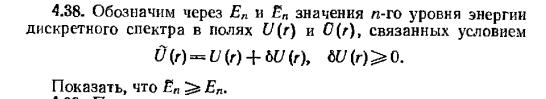 4.38. Обозначим через Eₙ и Ẽₙ значения n-го уровня энергии
дискретного спектра в полях U (r) и Ũ (r), связанных условием
Ũ (r) = U (r) + δU (r), δU (r) ⩾ 0.
Показать, что Ẽₙ ⩾ Eₙ.